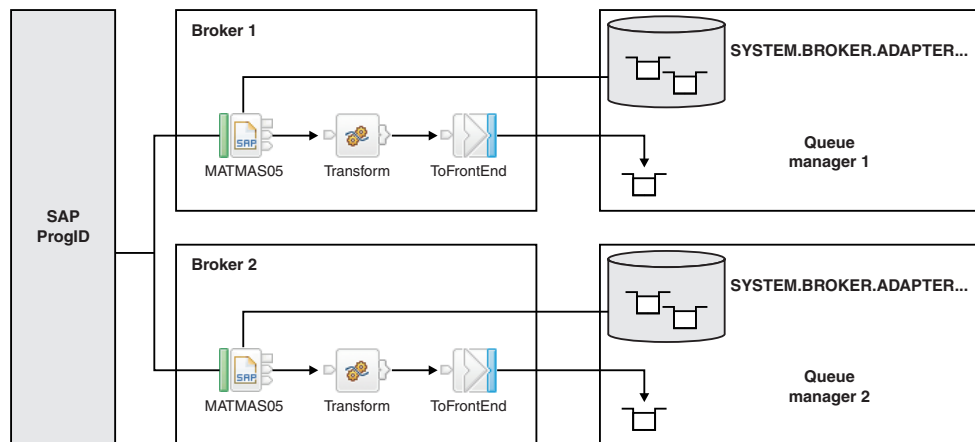 SAP
ProgID
Broker 1
SAP
MATMAS05
Transform
ToFrontEnd
SYSTEM.BROKER.ADAPTER...
Queue
manager 1
Broker 2
SAP
MATMAS05
Transform
ToFrontEnd
SYSTEM.BROKER.ADAPTER...
Queue
manager 2